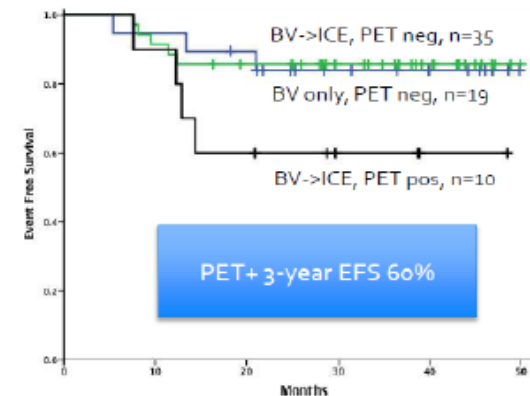 BV->ICE, PET neg, n=35
BV only, PET neg, n=19
BV->ICE, PET pos, n=10
PET+ 3-year EFS 60%
Event Free Survival
1.0
0.8
0.6
0.4
0.2
0.0
0
10
20
30
40
50
Months